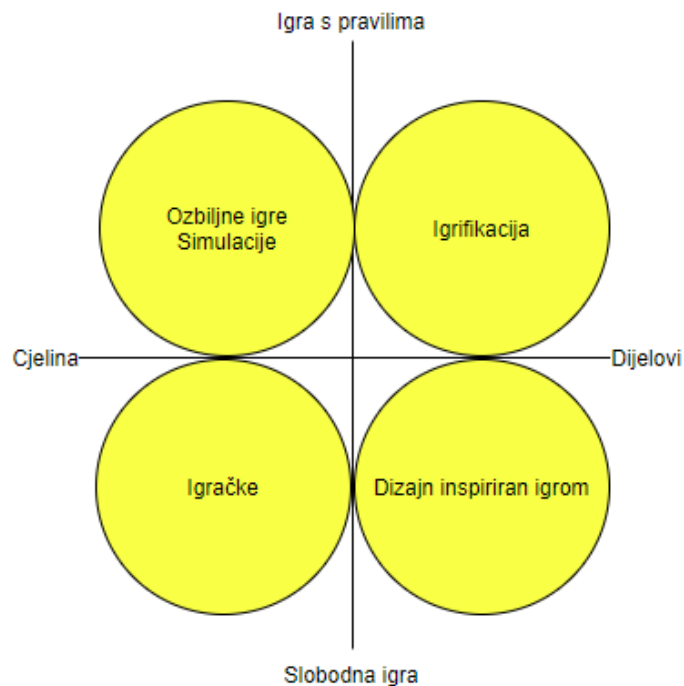 Igra s pravilima
Ozbiljne igre
Simulacije
Igrifikacija
Cjelina
Dijelovi
Igračke
Dizajn inspiriran igrom
Slobodna igra